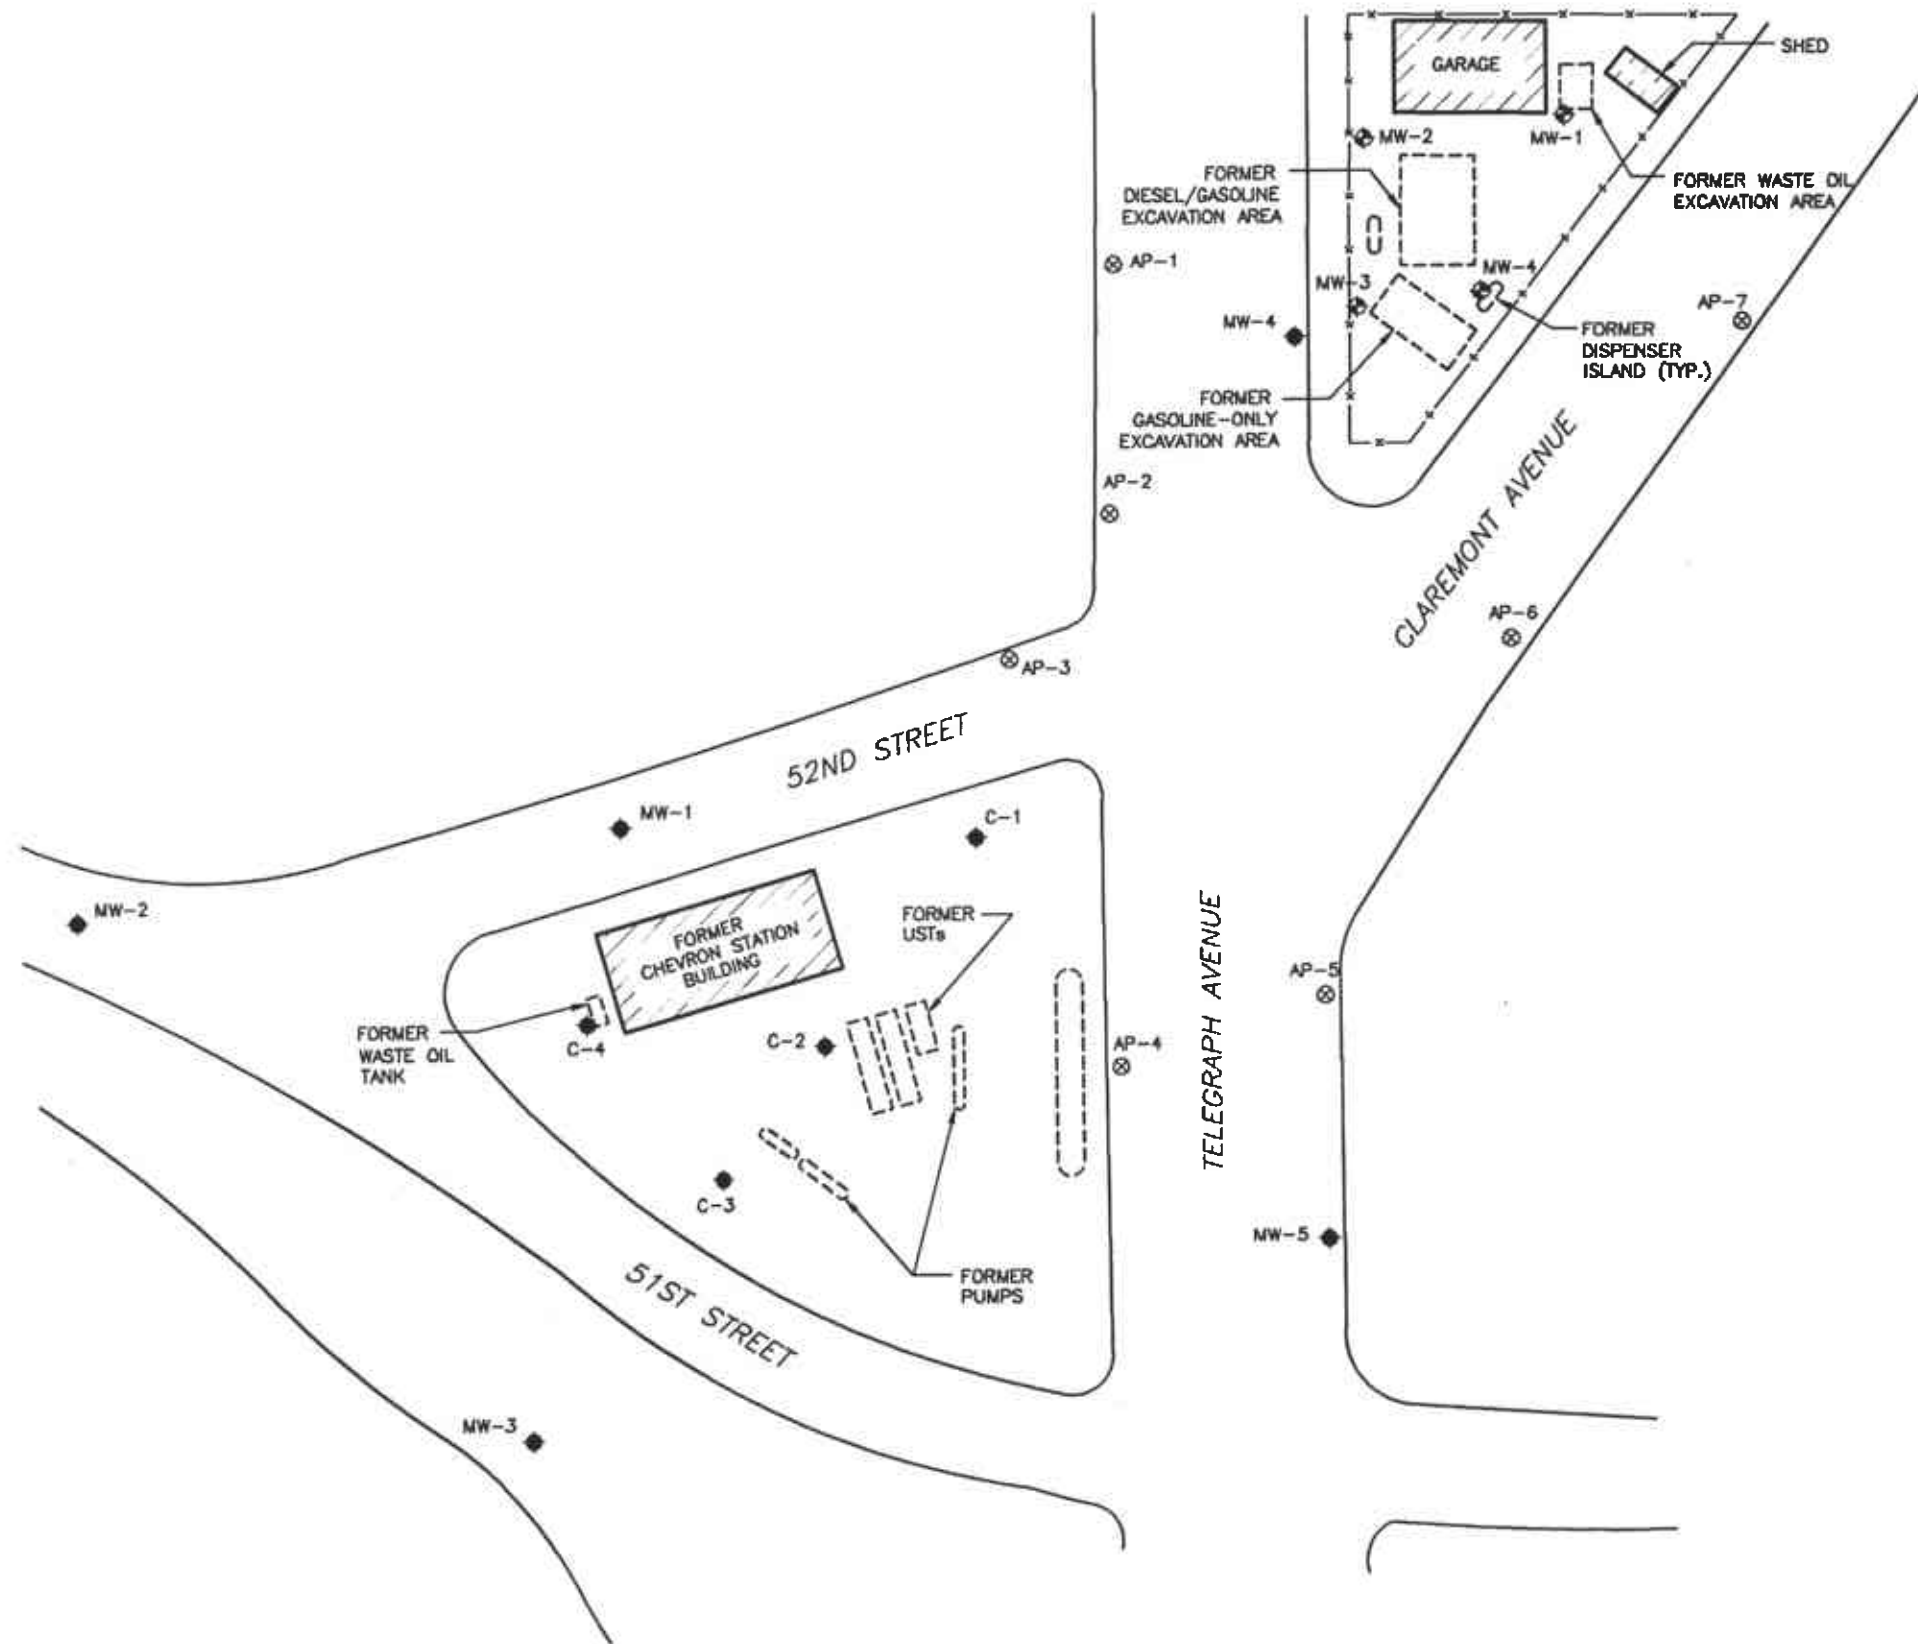 GARAGE
SHED
MW-2
MW-1
FORMER
DIESEL/GASOLINE
EXCAVATION AREA
FORMER WASTE OIL
EXCAVATION AREA
AP-1
MW-3
MW-4
AP-7
MW-4
FORMER
DISPENSER
ISLAND (TYP.)
FORMER
GASOLINE-ONLY
EXCAVATION AREA
AP-2
CLAREMONT AVENUE
AP-6
AP-3
52ND STREET
MW-1
C-1
MW-2
FORMER
USTs
FORMER
CHEVRON STATION
BUILDING
TELEGRAPH AVENUE
AP-5
FORMER
WASTE OIL
TANK
C-4
C-2
AP-4
C-3
MW-5
FORMER
PUMPS
51ST STREET
MW-3